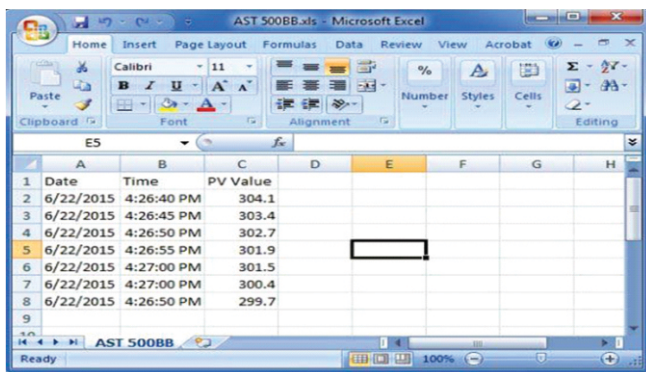 AST 500BB.xls - Microsoft Excel
Home Insert Page Layout Formulas Data Review View Acrobat
Calibri 11
Paste B I U A A % A Σ
Number Styles Cells
Clipboard Font Alignment Editing
E5 fx
A B C D E F G H
1 Date Time PV Value
2 6/22/2015 4:26:40 PM 304.1
3 6/22/2015 4:26:45 PM 303.4
4 6/22/2015 4:26:50 PM 302.7
5 6/22/2015 4:26:55 PM 301.9
6 6/22/2015 4:27:00 PM 301.5
7 6/22/2015 4:27:00 PM 300.4
8 6/22/2015 4:26:50 PM 299.7
9
10
AST 500BB
Ready 100%